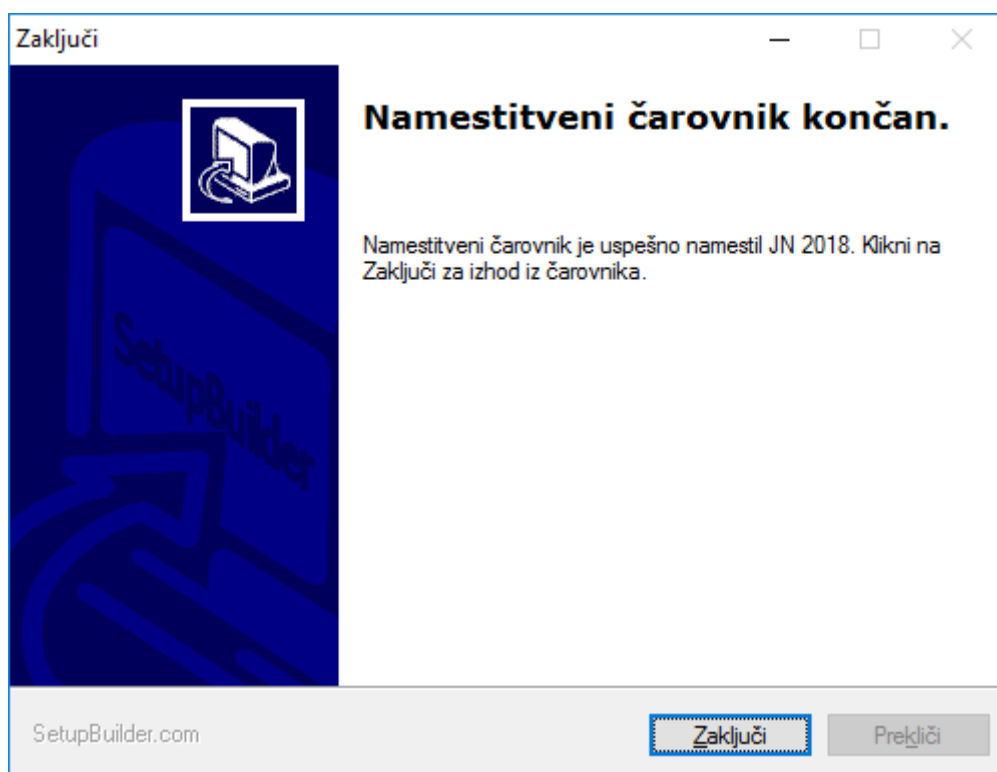 Zaključi
Namestitveni čarovnik končan.
Namestitveni čarovnik je uspešno namestil JN 2018. Klikni na
Zaključi za izhod iz čarovnika.
SetupBuilder
SetupBuilder.com
Zaključi
Prekliči